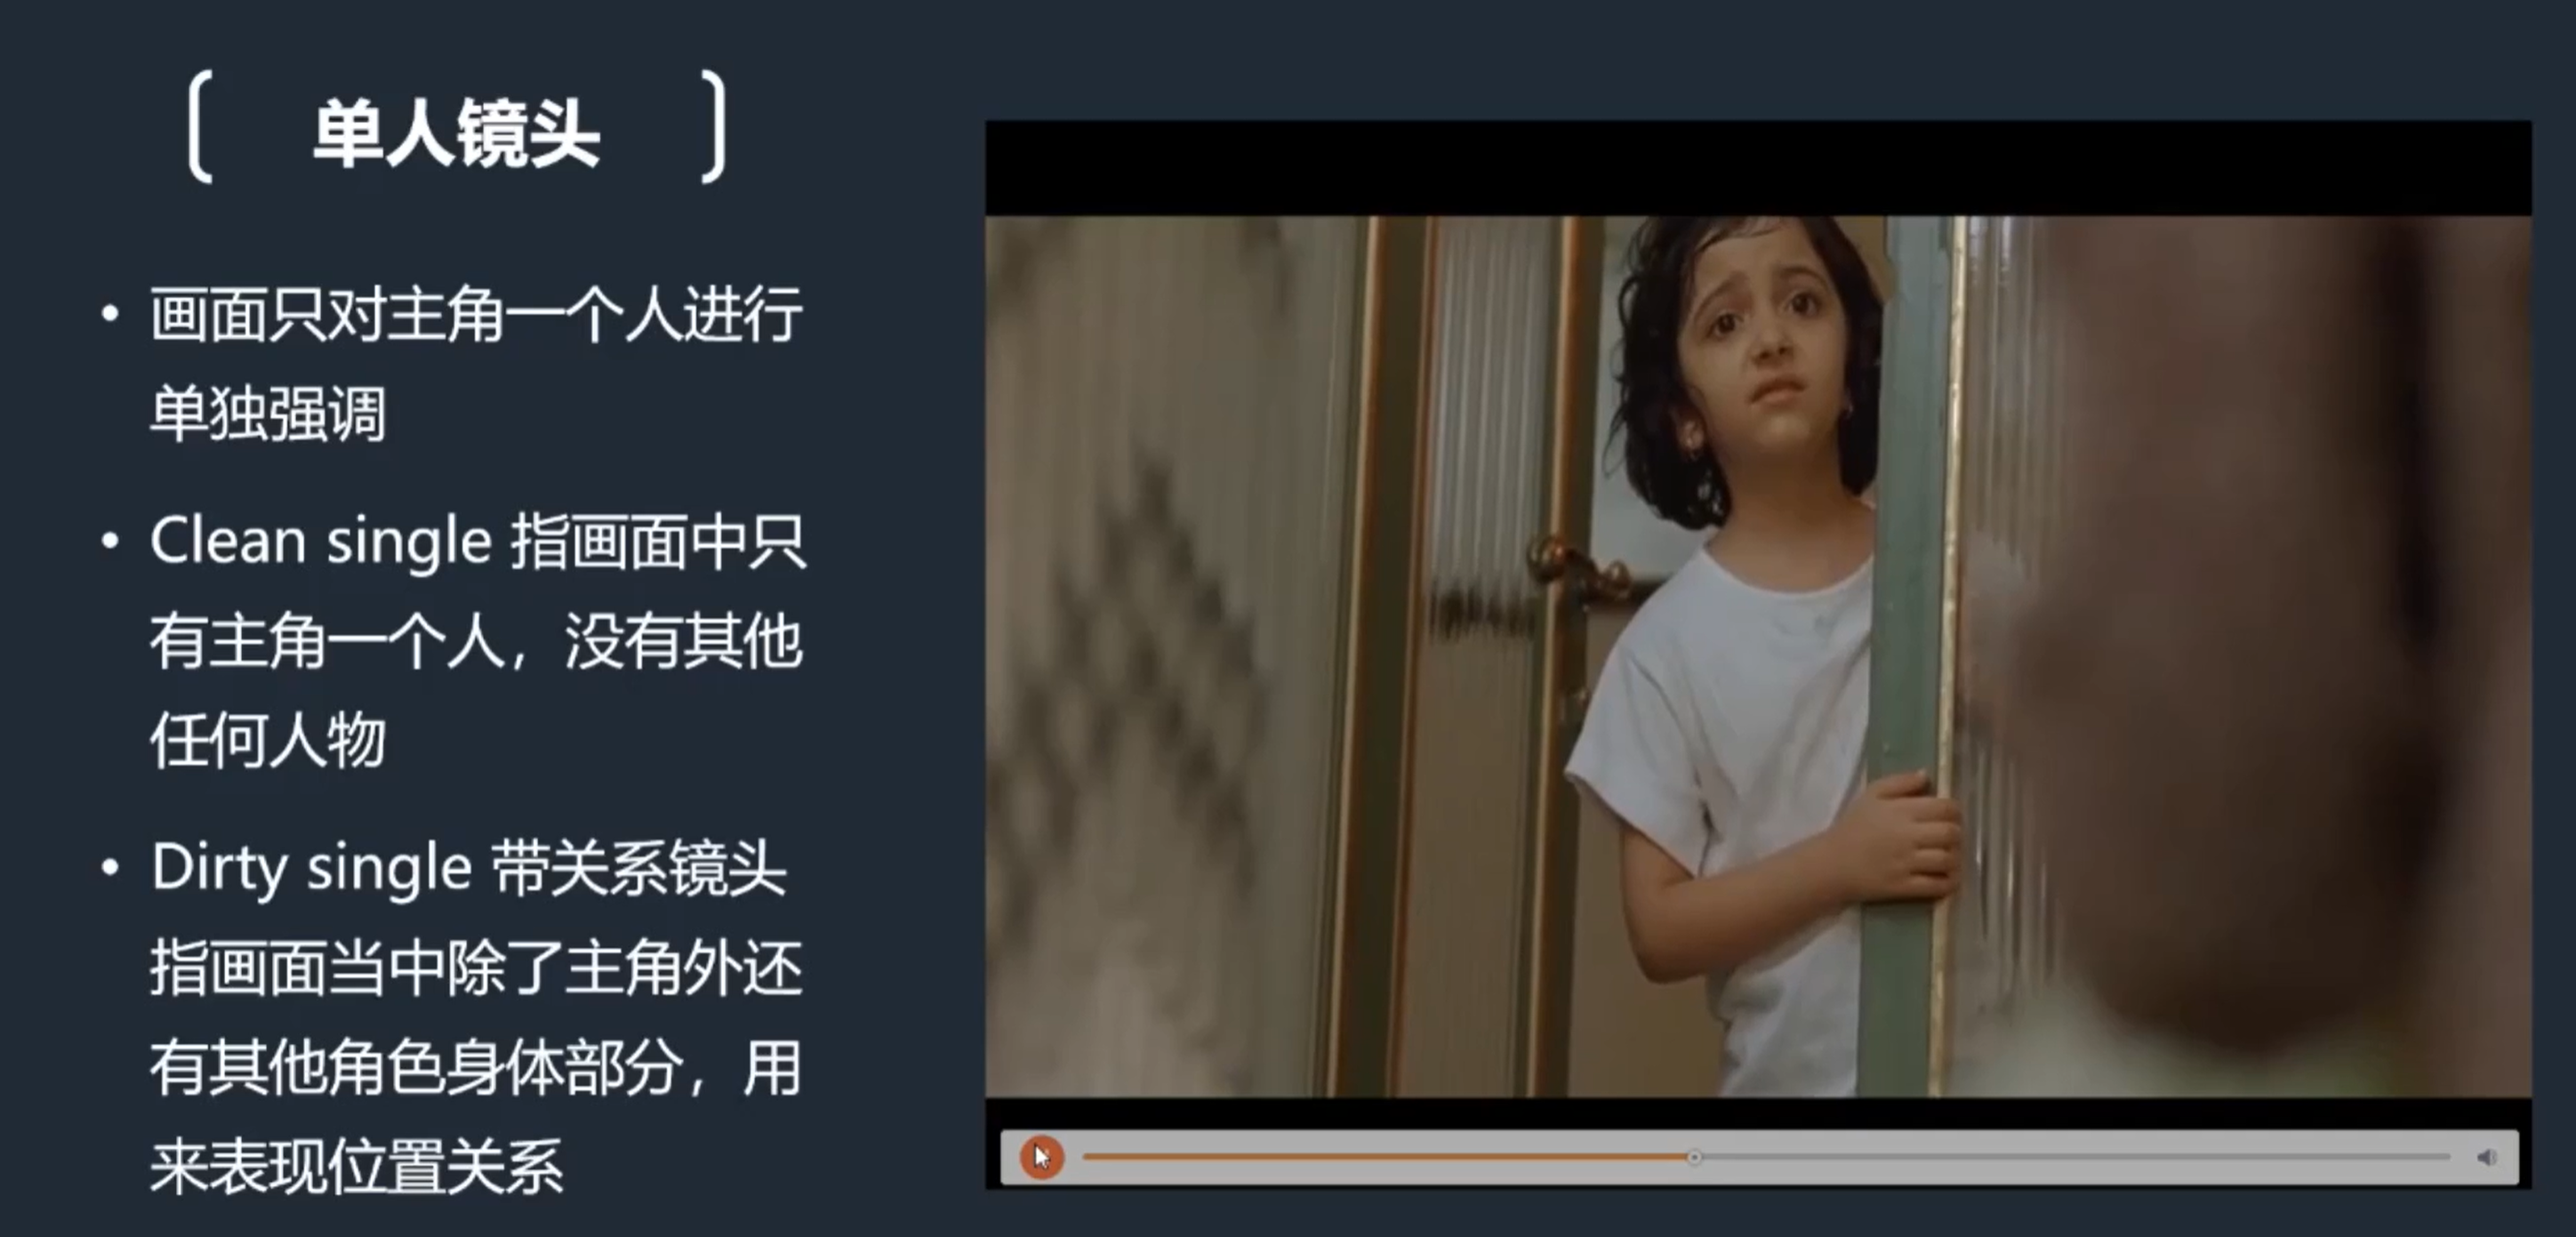 单人镜头
• 画面只对主角一个人进行
单独强调
• Clean single 指画面中只
有主角一个人，没有其他
任何人物
• Dirty single 带关系镜头
指画面当中除了主角外还
有其他角色身体部分，用
来表现位置关系